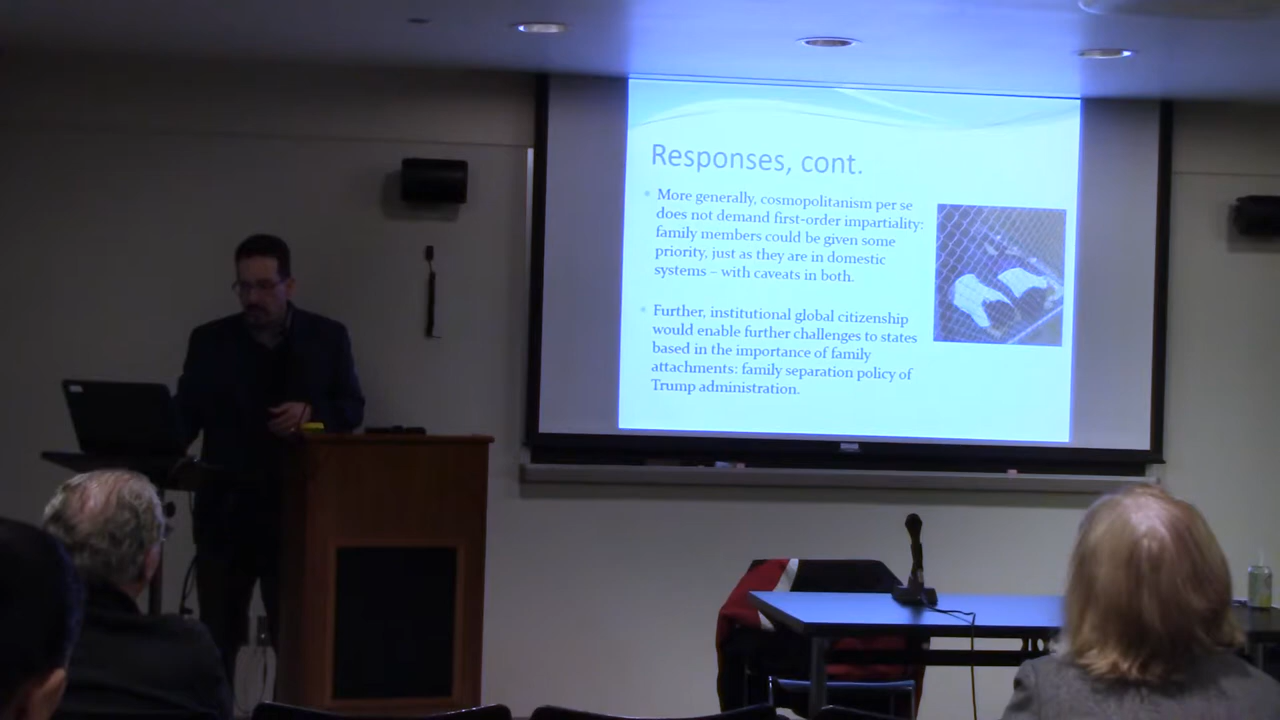 Responses, cont.
More generally, cosmopolitanism per se
does not demand first-order impartiality:
family members could be given some
priority, just as they are in domestic
systems – with caveats in both.
Further, institutional global citizenship
would enable further challenges to states
based in the importance of family
attachments: family separation policy of
Trump administration.